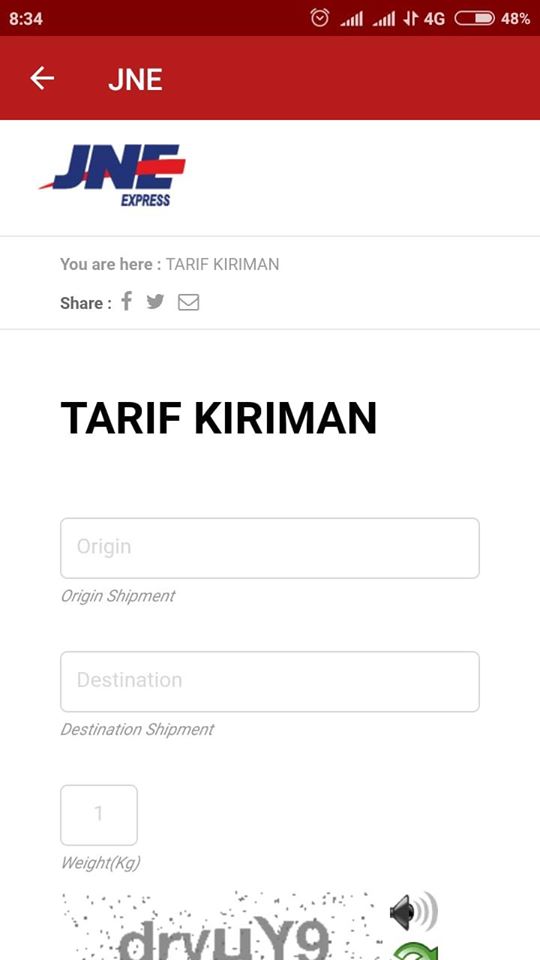 8:34
4G 48%
JNE
JNE
EXPRESS
You are here : TARIF KIRIMAN
Share :
TARIF KIRIMAN
Origin
Origin Shipment
Destination
Destination Shipment
1
Weight(Kg)